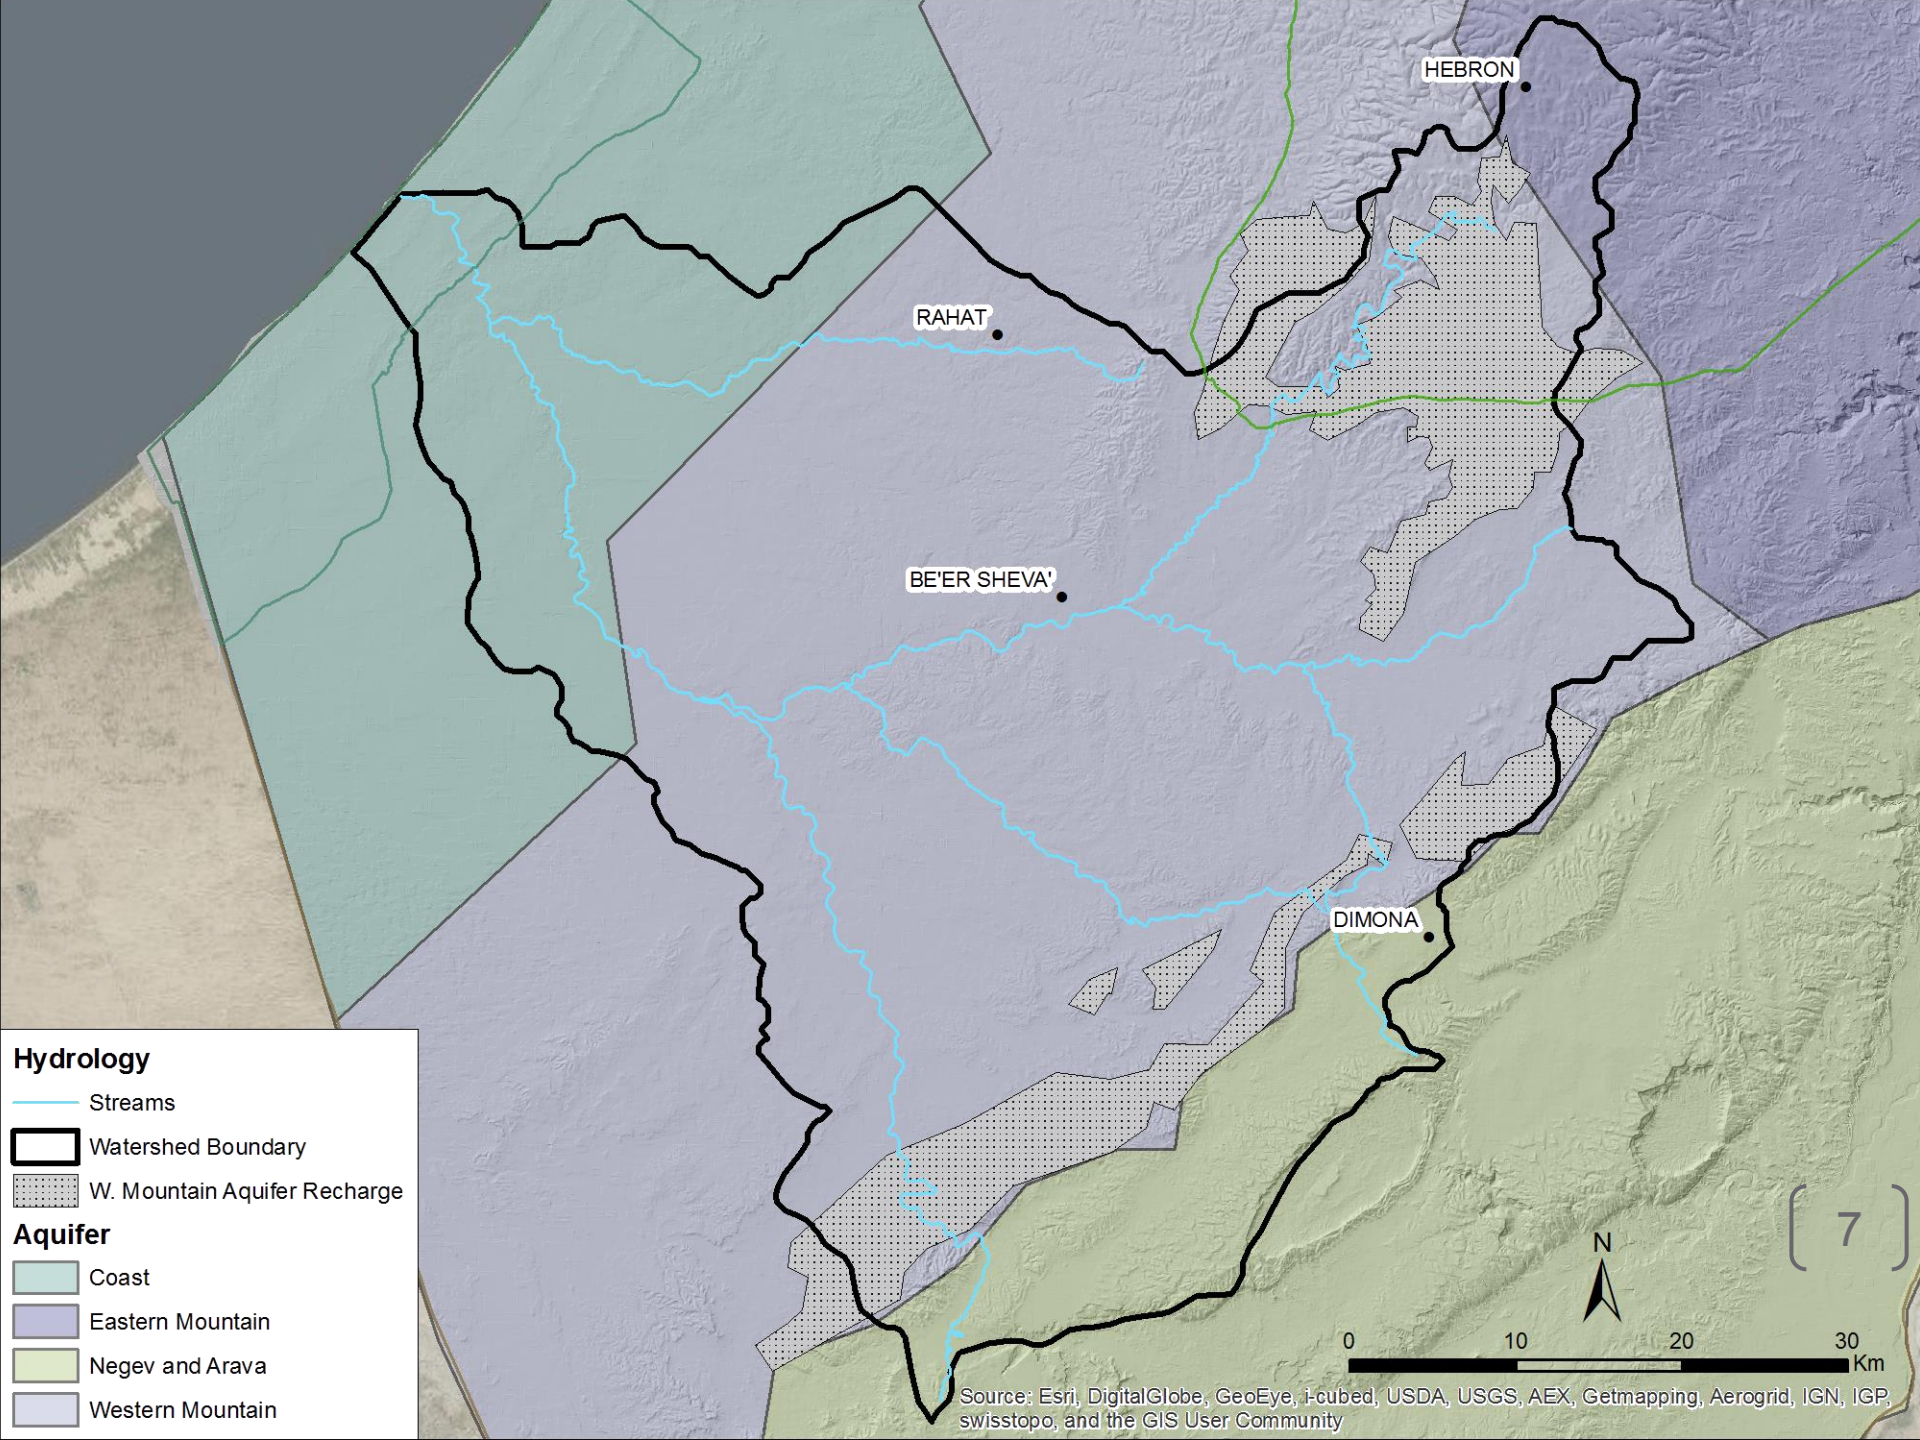 HEBRON
RAHAT
BE'ER SHEVA'
DIMONA
Hydrology
Streams
Watershed Boundary
W. Mountain Aquifer Recharge
Aquifer
Coast
Eastern Mountain
Negev and Arava
Western Mountain
7
N
0 10 20 30
Km
Source: Esri, DigitalGlobe, GeoEye, i-cubed, USDA, USGS, AEX, Getmapping, Aerogrid, IGN, IGP,
swisstopo, and the GIS User Community